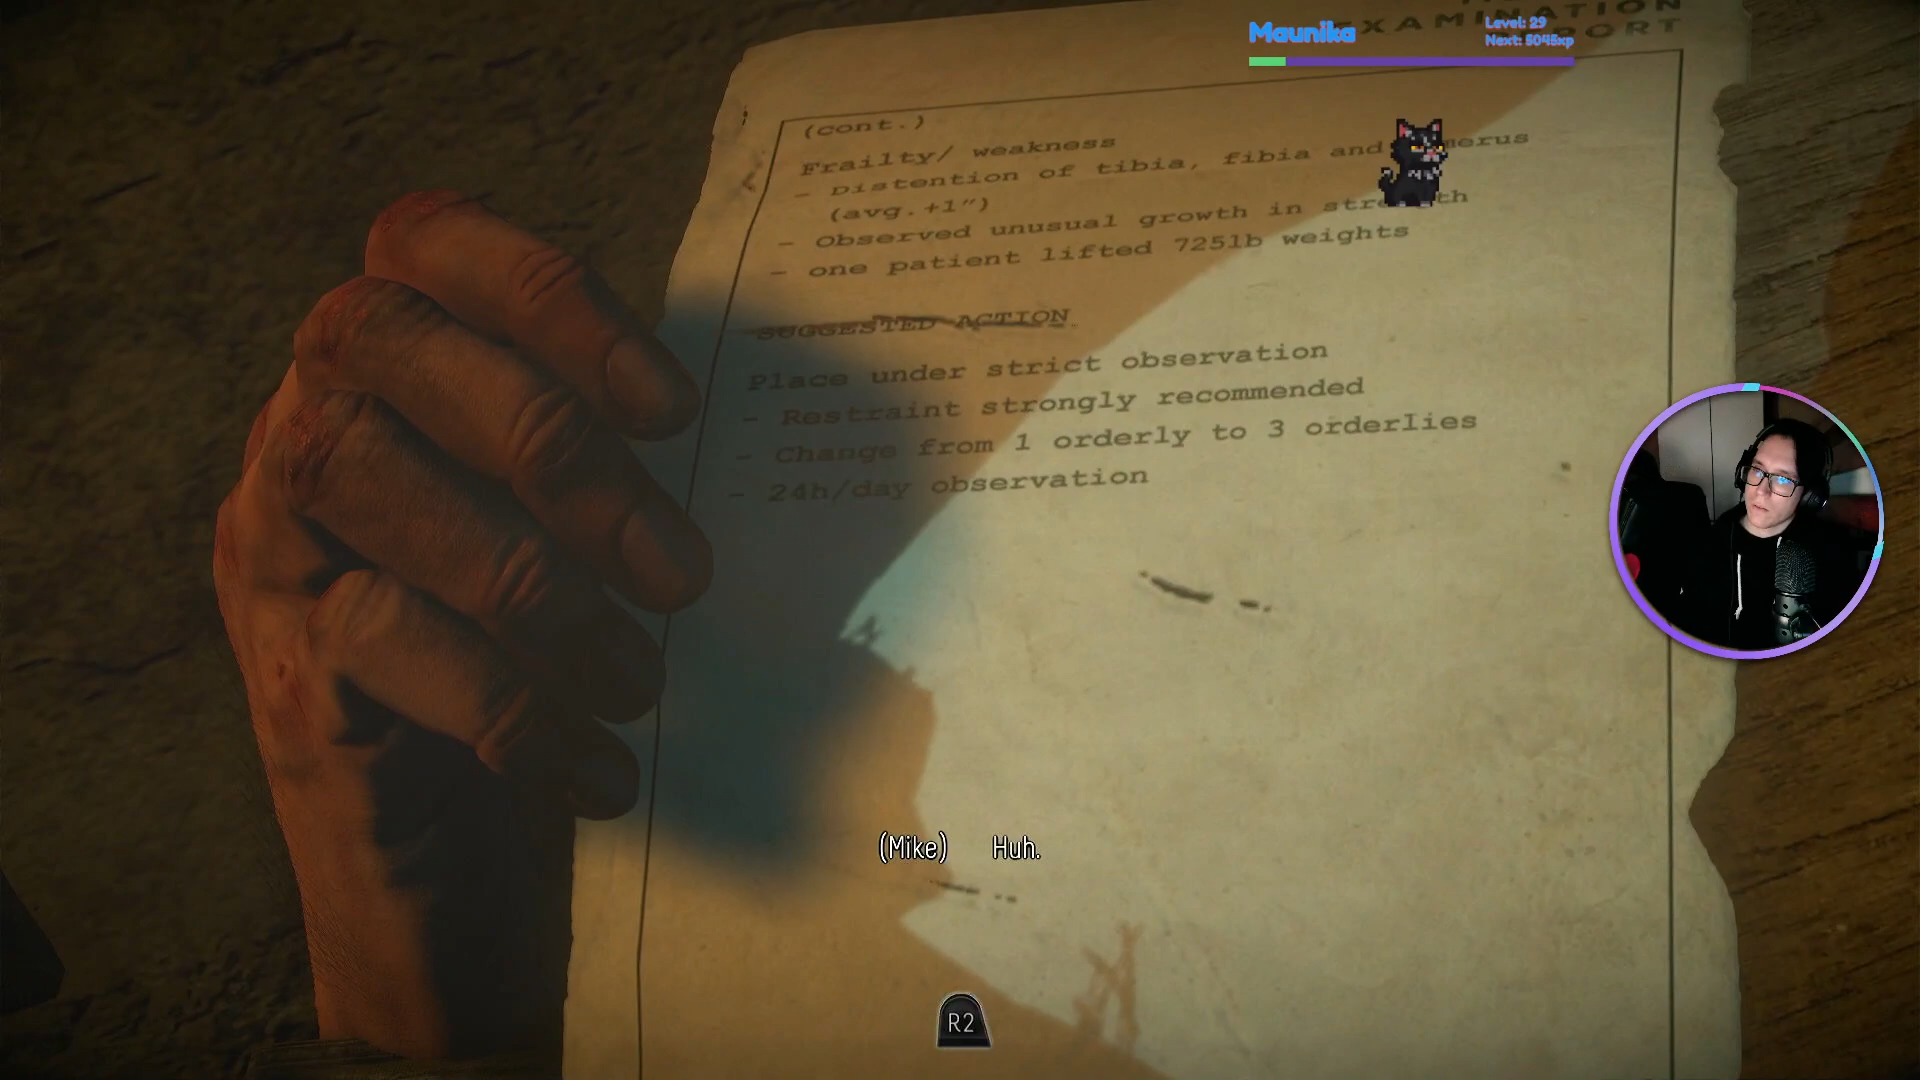 Maunika
Level: 29
Next: 5045xp
EXAMINATION
(cont.)
Frailty/ weakness
- Distention of tibia, fibia and
(avg.+1")
- Observed unusual growth in
- one patient lifted 725lb weights
SUGGESTED ACTION
Place under strict observation
- Restraint strongly recommended
- Change from 1 orderly to 3 orderlies
- 24h/day observation
(Mike) Huh.
R2